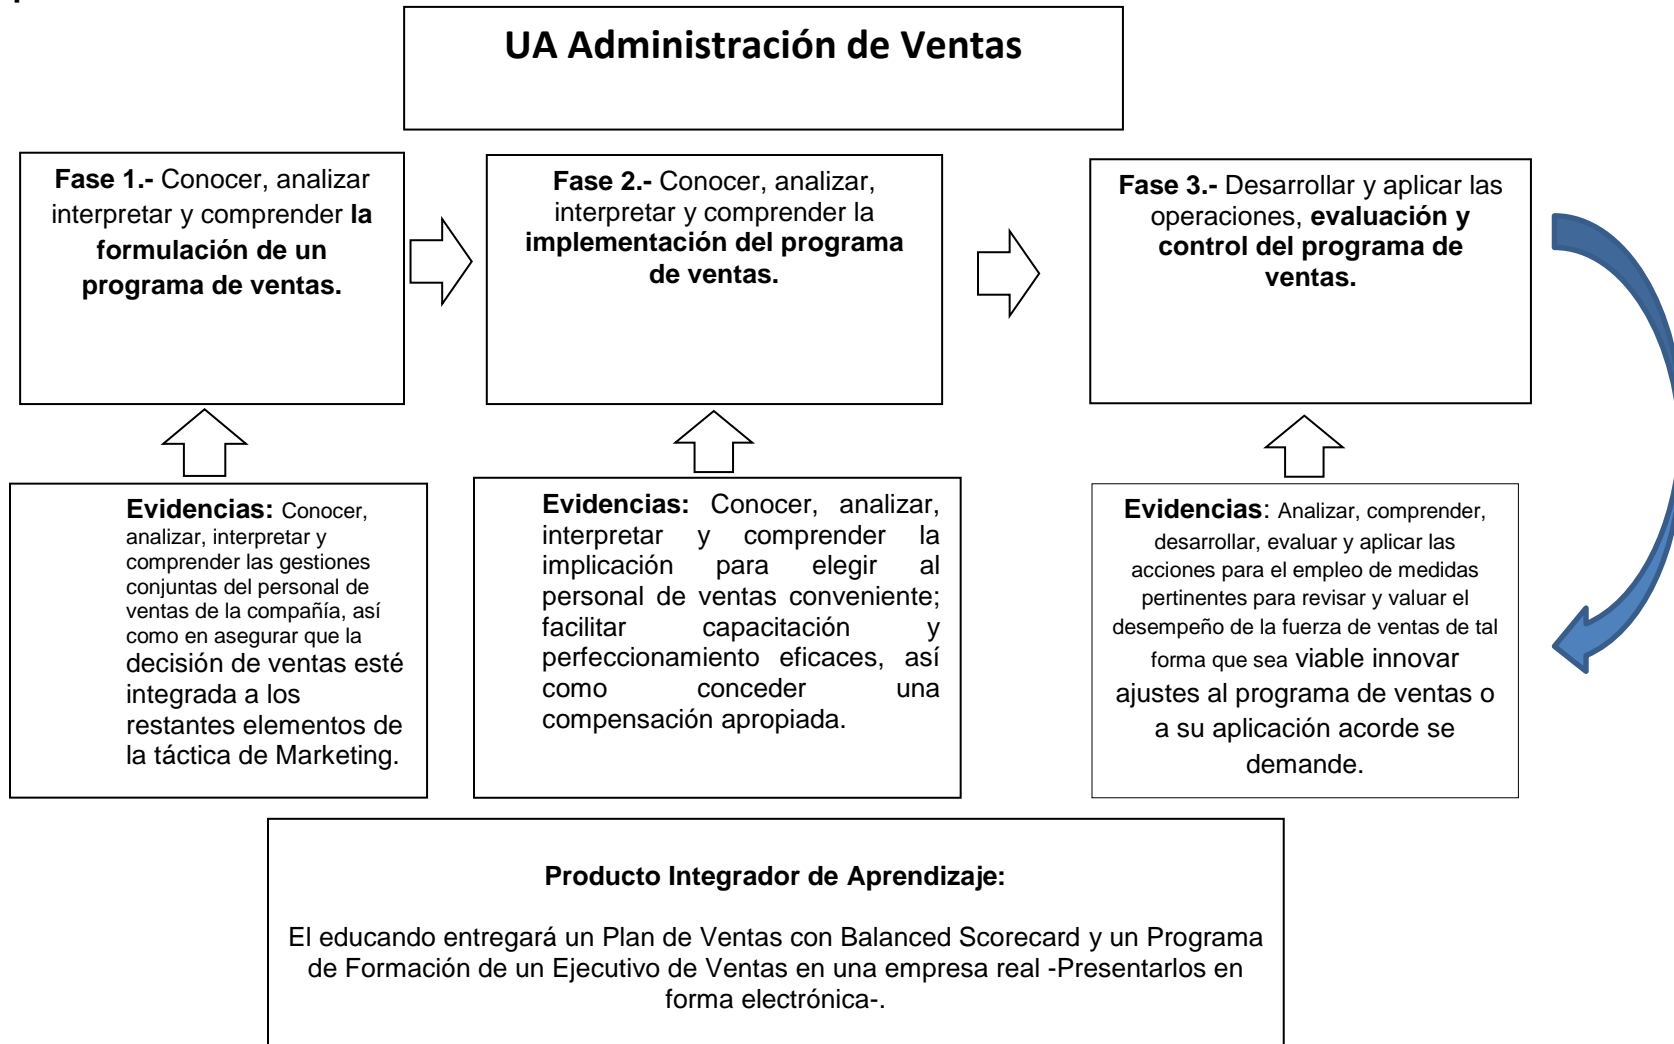 UA Administración de Ventas
Fase 1.- Conocer, analizar
interpretar y comprender la
formulación de un
programa de ventas.
Fase 2.- Conocer, analizar,
interpretar y comprender la
implementación del programa
de ventas.
Fase 3.- Desarrollar y aplicar las
operaciones, evaluación y
control del programa de
ventas.
Evidencias: Conocer,
analizar, interpretar y
comprender las gestiones
conjuntas del personal de
ventas de la compañía, así
como en asegurar que la
decisión de ventas esté
integrada a los
restantes elementos de
la táctica de Marketing.
Evidencias: Conocer, analizar,
interpretar y comprender la
implicación para elegir al
personal de ventas conveniente;
facilitar capacitación y
perfeccionamiento eficaces, así
como conceder una
compensación apropiada.
Evidencias: Analizar, comprender,
desarrollar, evaluar y aplicar las
acciones para el empleo de medidas
pertinentes para revisar y valuar el
desempeño de la fuerza de ventas de tal
forma que sea viable innovar
ajustes al programa de ventas o
a su aplicación acorde se
demande.
Producto Integrador de Aprendizaje:
El educando entregará un Plan de Ventas con Balanced Scorecard y un Programa
de Formación de un Ejecutivo de Ventas en una empresa real -Presentarlos en
forma electrónica-.